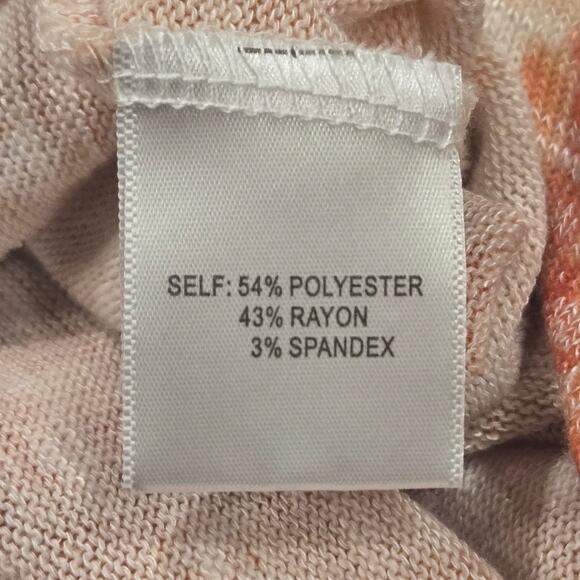 SELF: 54% POLYESTER
43% RAYON
3% SPANDEX